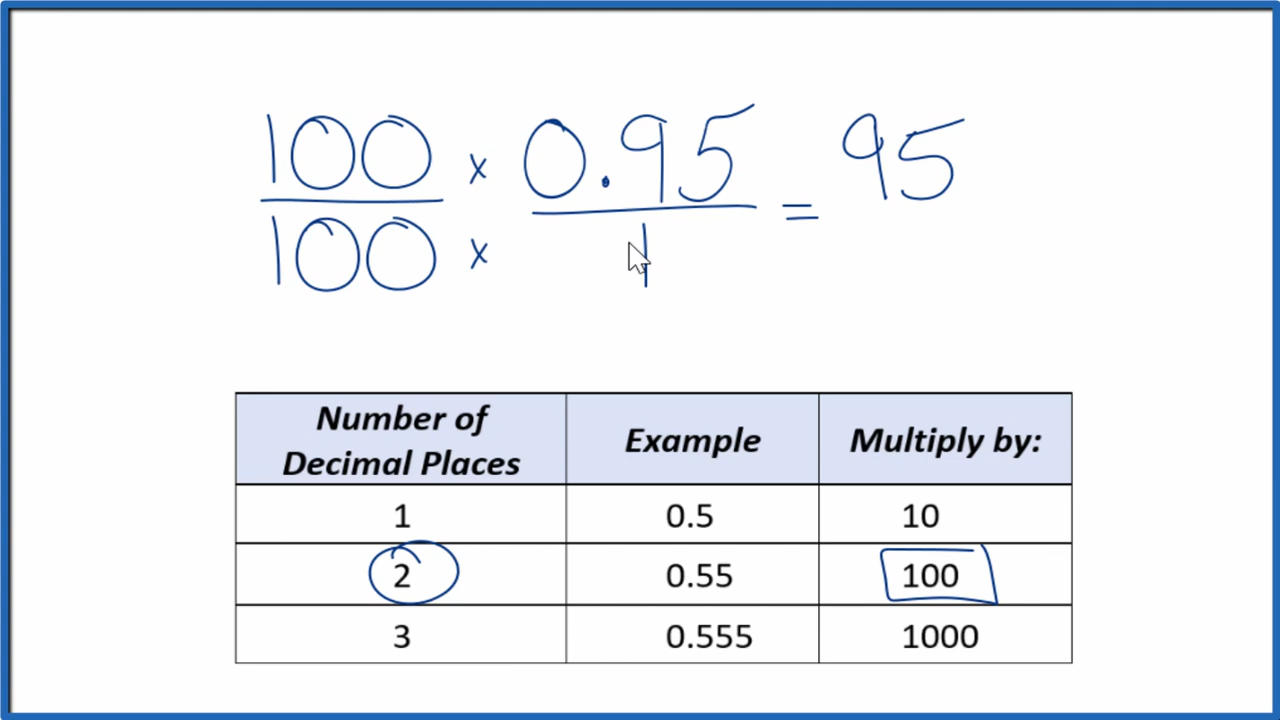 100 × 0.95 = 95
100 × 1
Number of Decimal Places Example Multiply by:
1 0.5 10
2 0.55 100
3 0.555 1000